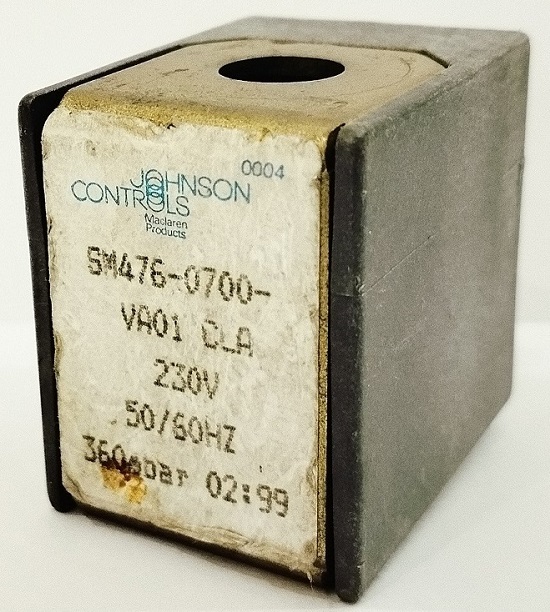 0004
JOHNSON
CONTROLS
Maclaren
Products
SM476-0700-
VA01 CLA
230V
50/60HZ
360mbar 02:99